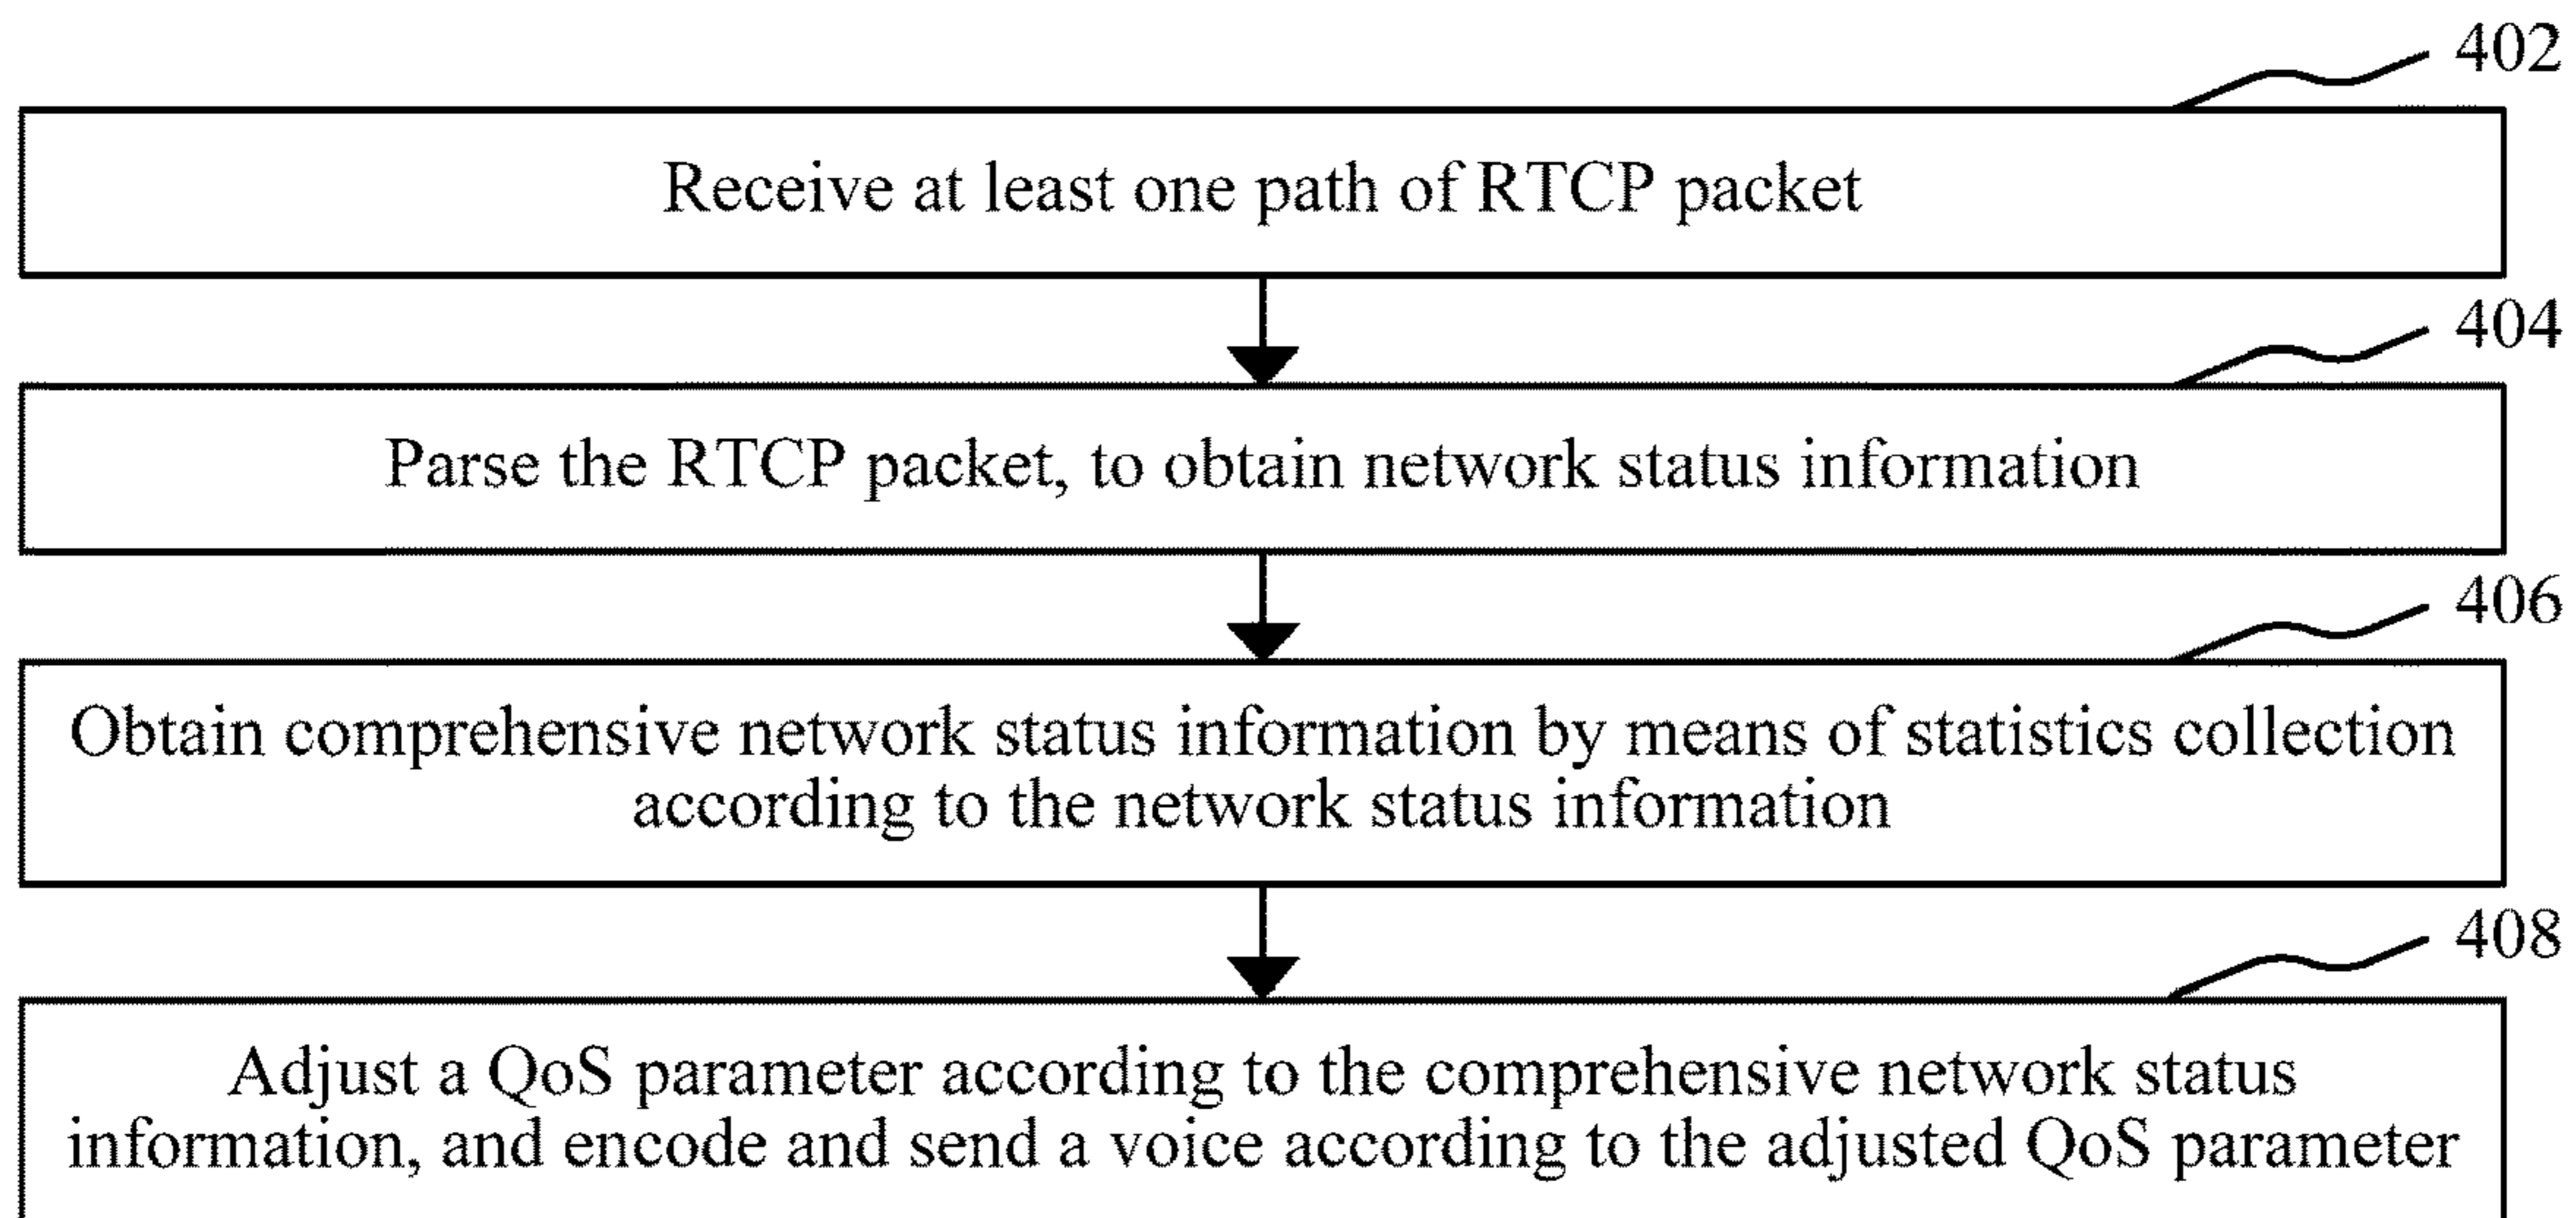 402
Receive at least one path of RTCP packet
404
Parse the RTCP packet, to obtain network status information
406
Obtain comprehensive network status information by means of statistics collection
according to the network status information
408
Adjust a QoS parameter according to the comprehensive network status
information, and encode and send a voice according to the adjusted QoS parameter